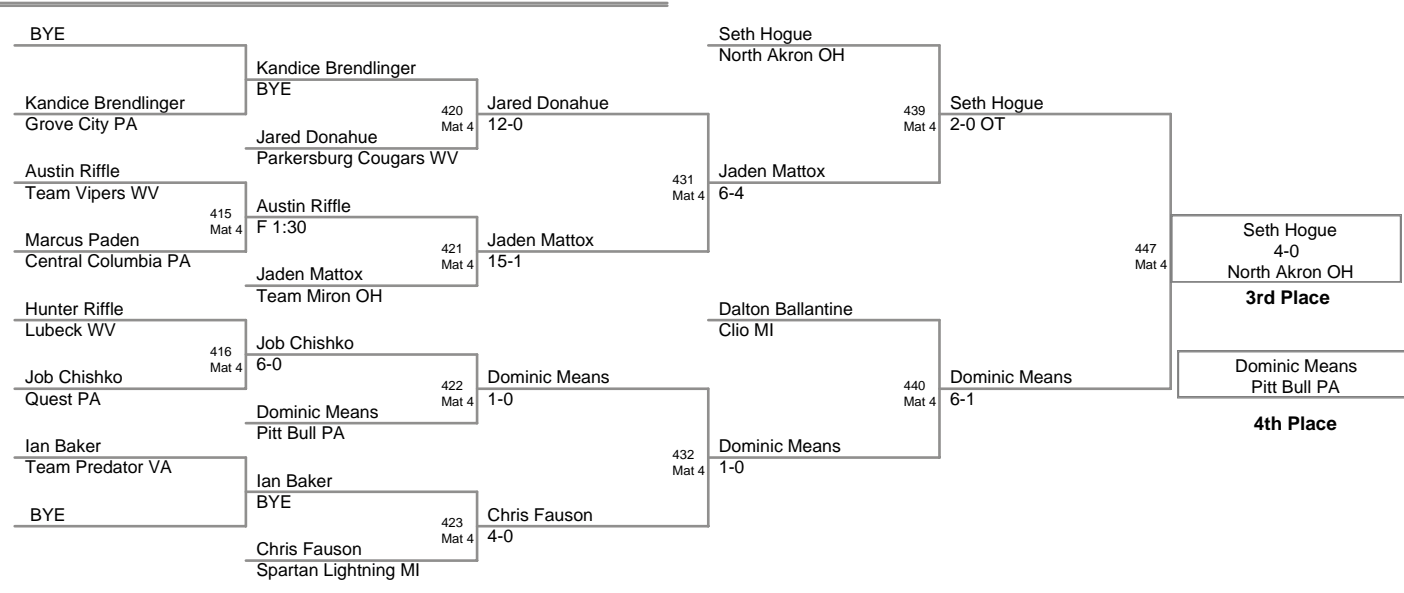 BYE
Kandice Brendlinger
Grove City PA
Austin Riffle
Team Vipers WV
415
Mat 4
Marcus Paden
Central Columbia PA
Hunter Riffle
Lubeck WV
416
Mat 4
Job Chishko
Quest PA
Ian Baker
Team Predator VA
BYE
Kandice Brendlinger
BYE
420
Mat 4
Jared Donahue
Parkersburg Cougars WV
Austin Riffle
F 1:30
421
Mat 4
Jaden Mattox
Team Miron OH
Job Chishko
6-0
422
Mat 4
Dominic Means
Pitt Bull PA
Ian Baker
BYE
423
Mat 4
Chris Fauson
Spartan Lightning MI
Jared Donahue
12-0
431
Mat 4
Jaden Mattox
15-1
Dominic Means
1-0
432
Mat 4
Chris Fauson
4-0
Seth Hogue
North Akron OH
439
Mat 4
Jaden Mattox
6-4
Dalton Ballantine
Clio MI
440
Mat 4
Dominic Means
1-0
Seth Hogue
2-0 OT
447
Mat 4
Dominic Means
6-1
Seth Hogue
4-0
North Akron OH
3rd Place
Dominic Means
Pitt Bull PA
4th Place